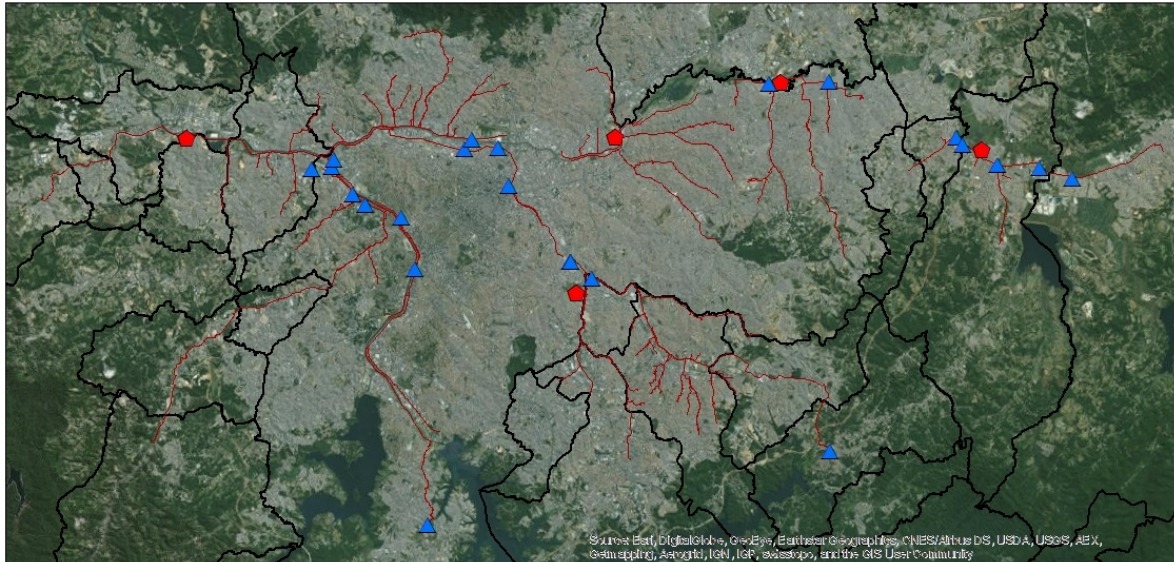 Source: Esri, DigitalGlobe, GeoEye, Earthstar Geographics, CNES/Airbus DS, USDA, USGS, AEX,
Getmapping, Aerogrid, IGN, IGP, swisstopo, and the GIS User Community